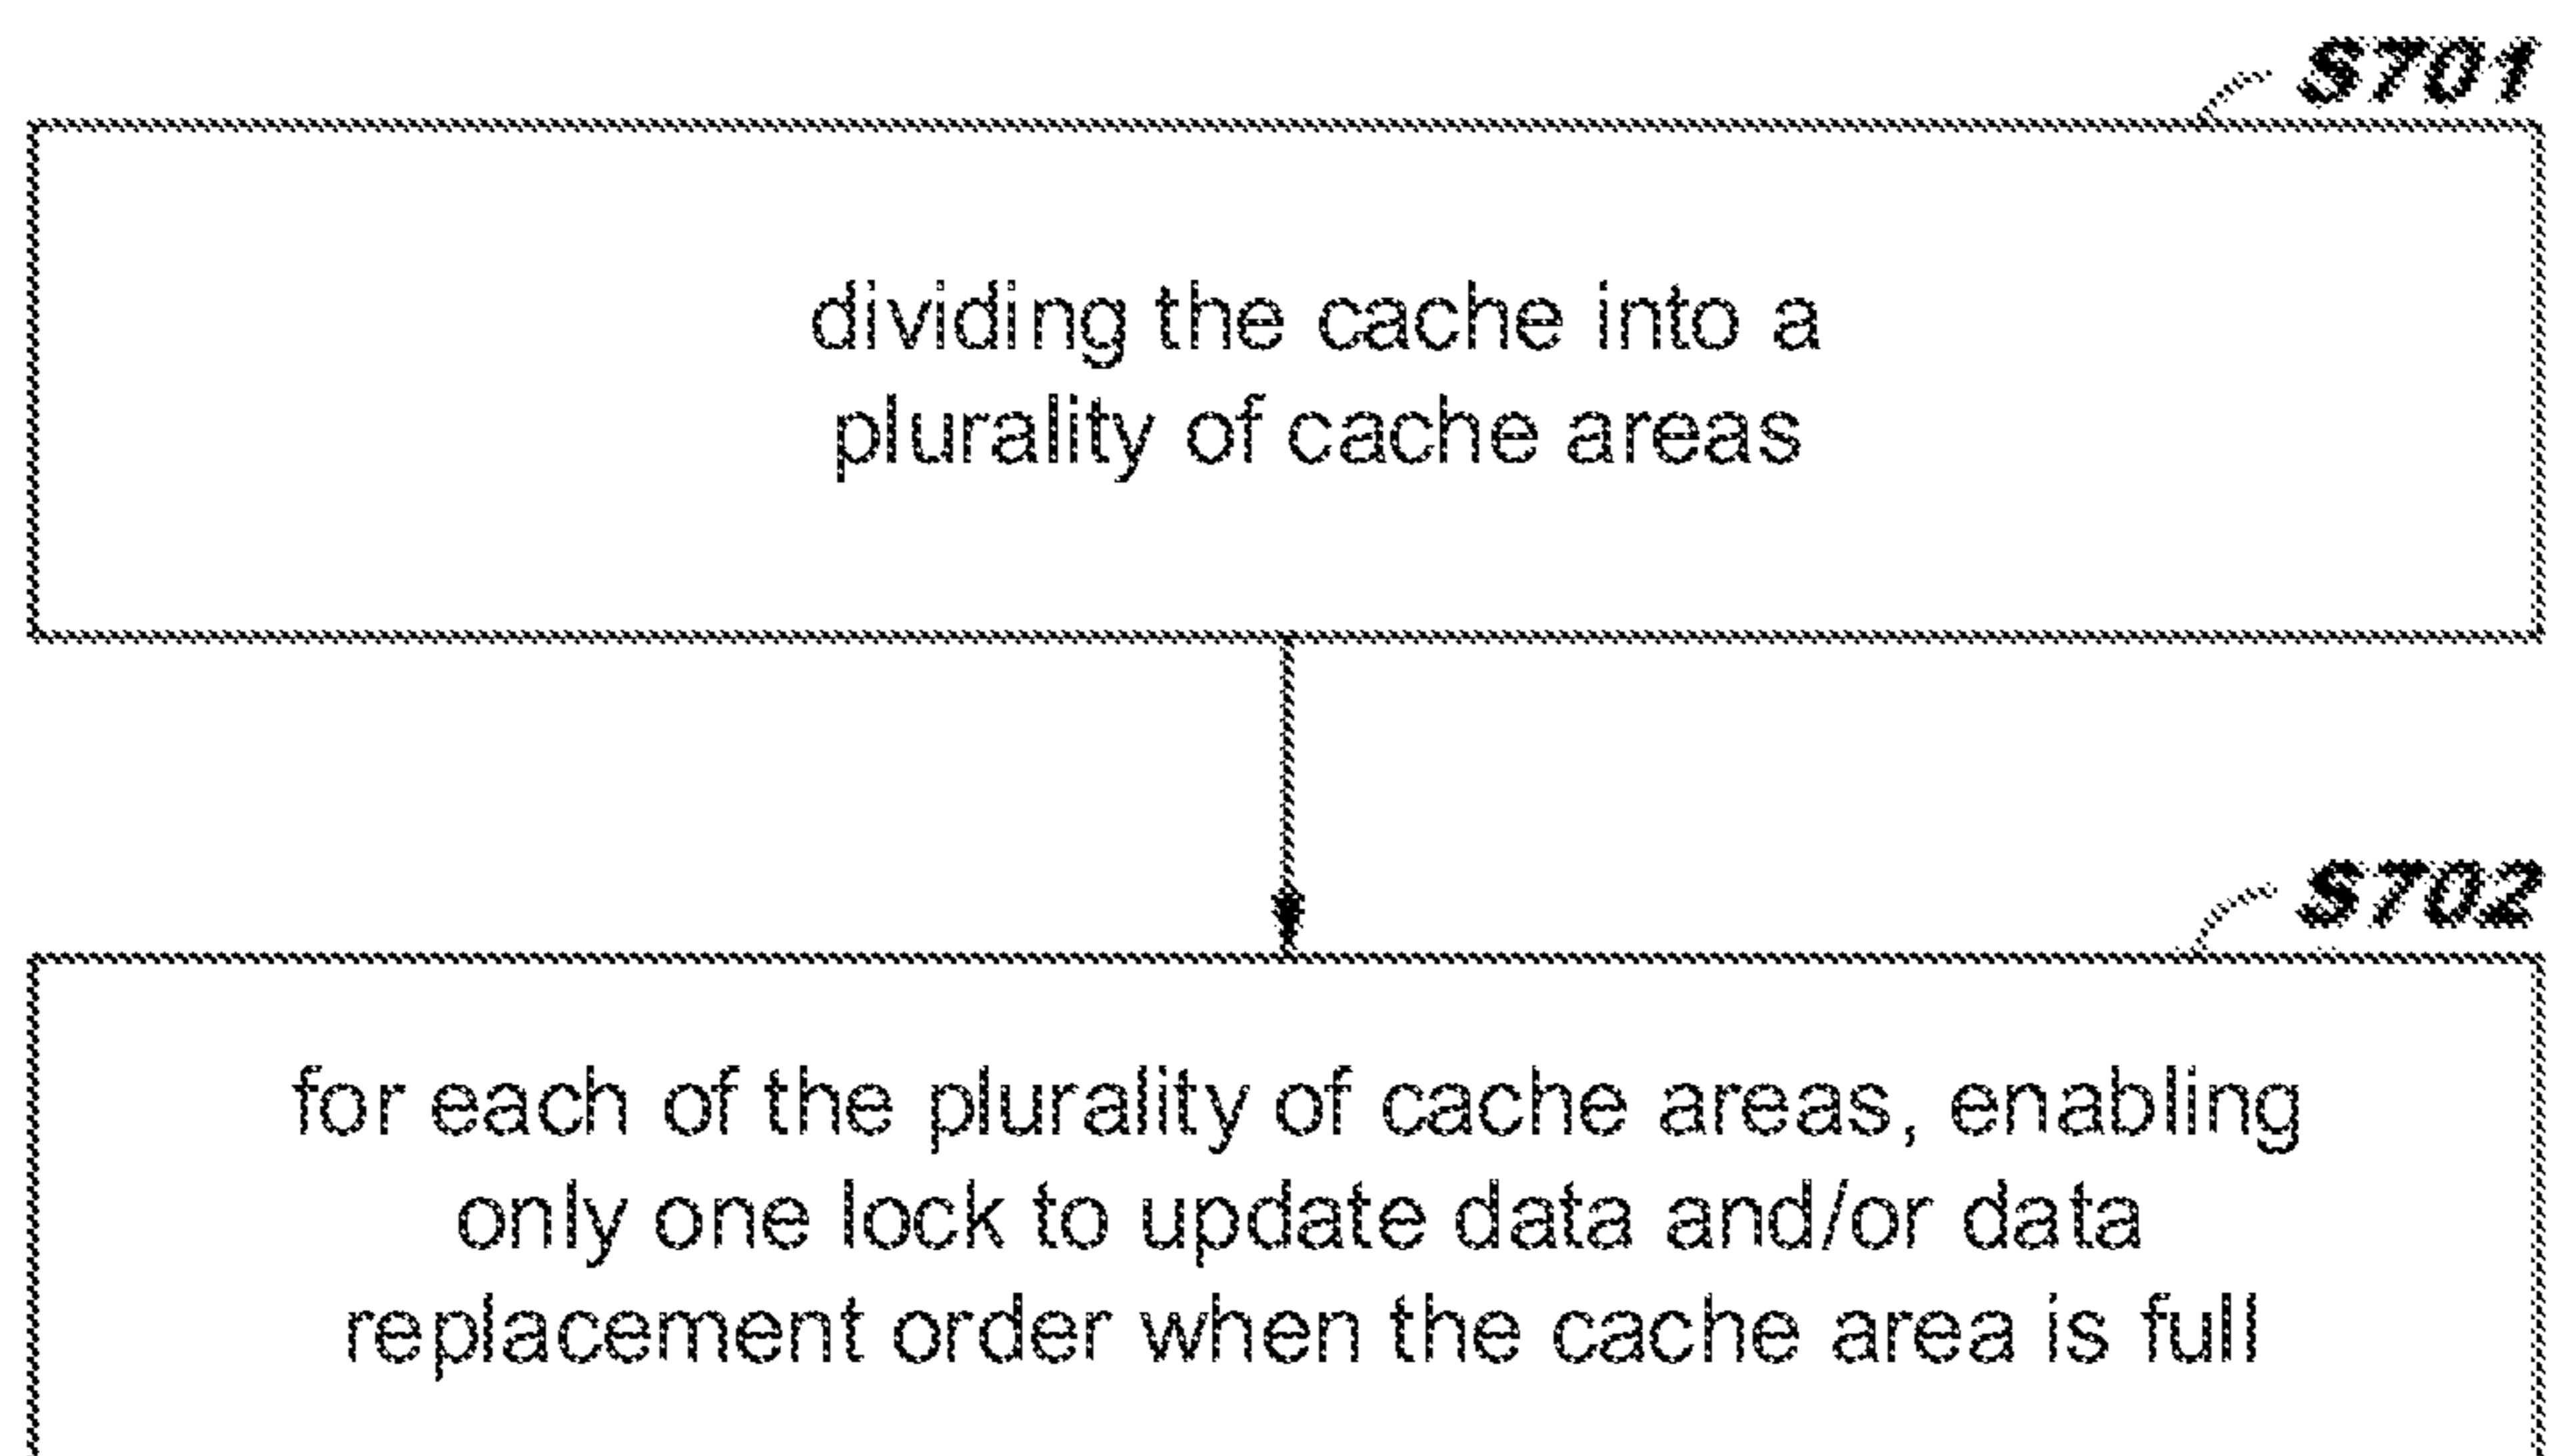 S701
dividing the cache into a
plurality of cache areas
S702
for each of the plurality of cache areas, enabling
only one lock to update data and/or data
replacement order when the cache area is full